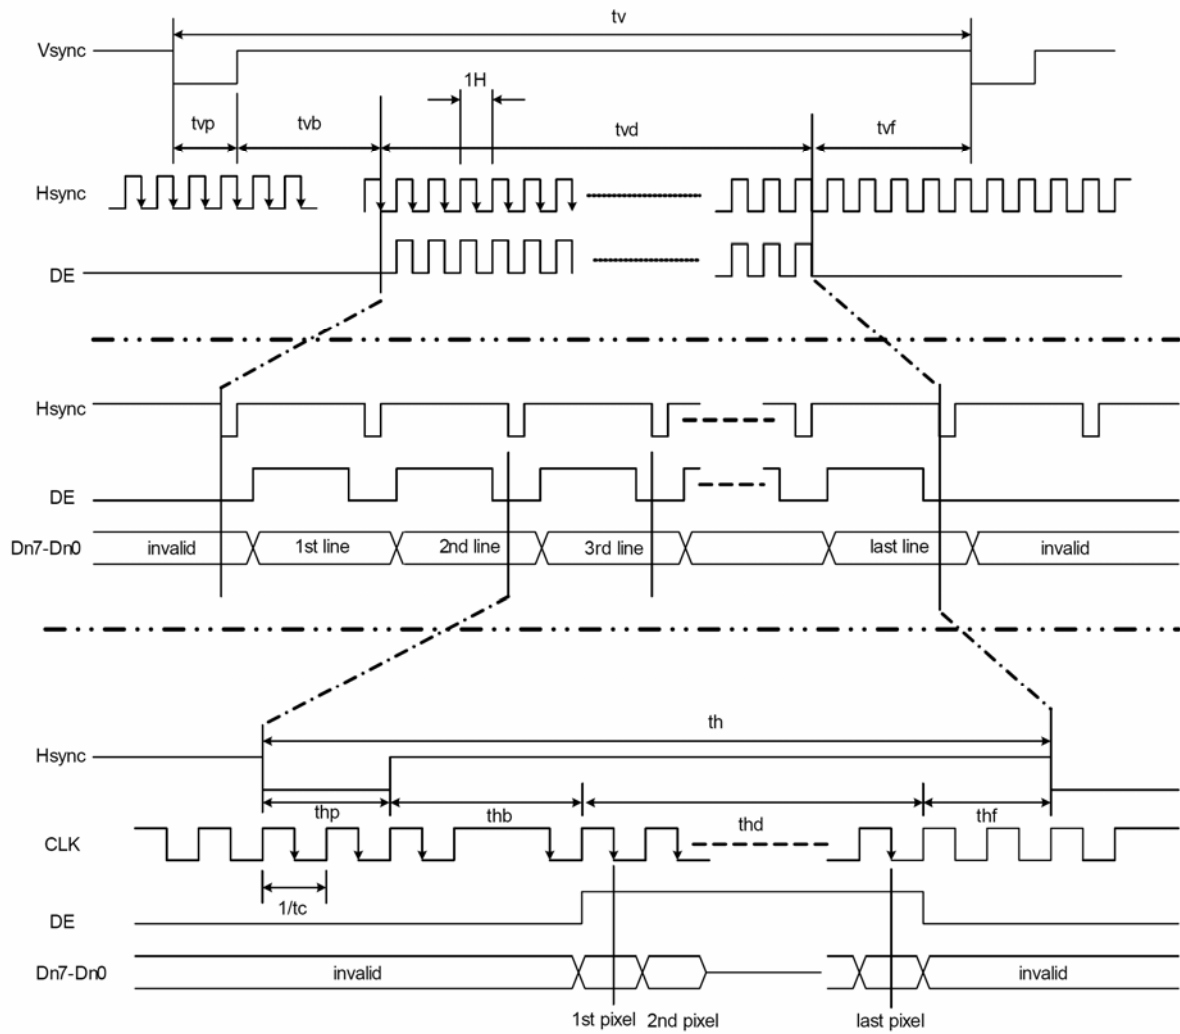 tv
Vsync
1H
tvp
tvb
tvd
tvf
Hsync
DE
Hsync
DE
Dn7-Dn0
invalid
1st line
2nd line
3rd line
last line
invalid
th
Hsync
thp
thb
thd
thf
CLK
1/tc
DE
Dn7-Dn0
invalid
invalid
1st pixel
2nd pixel
last pixel